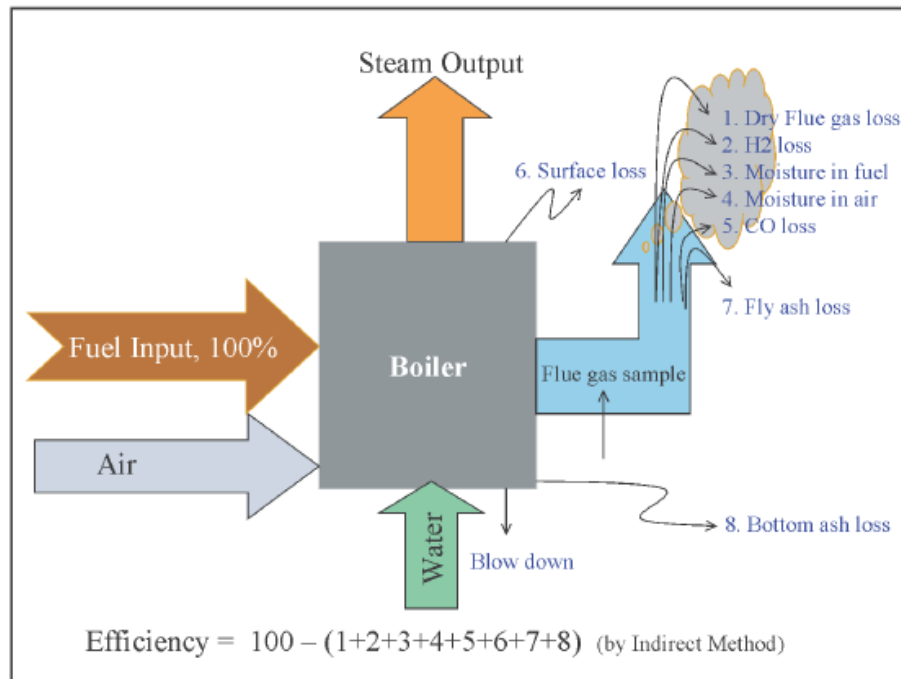 Steam Output
1. Dry Flue gas loss
2. H2 loss
3. Moisture in fuel
4. Moisture in air
5. CO loss
6. Surface loss
7. Fly ash loss
Fuel Input, 100%
Boiler
Flue gas sample
Air
Water
Blow down
8. Bottom ash loss
Efficiency = 100 – (1+2+3+4+5+6+7+8) (by Indirect Method)